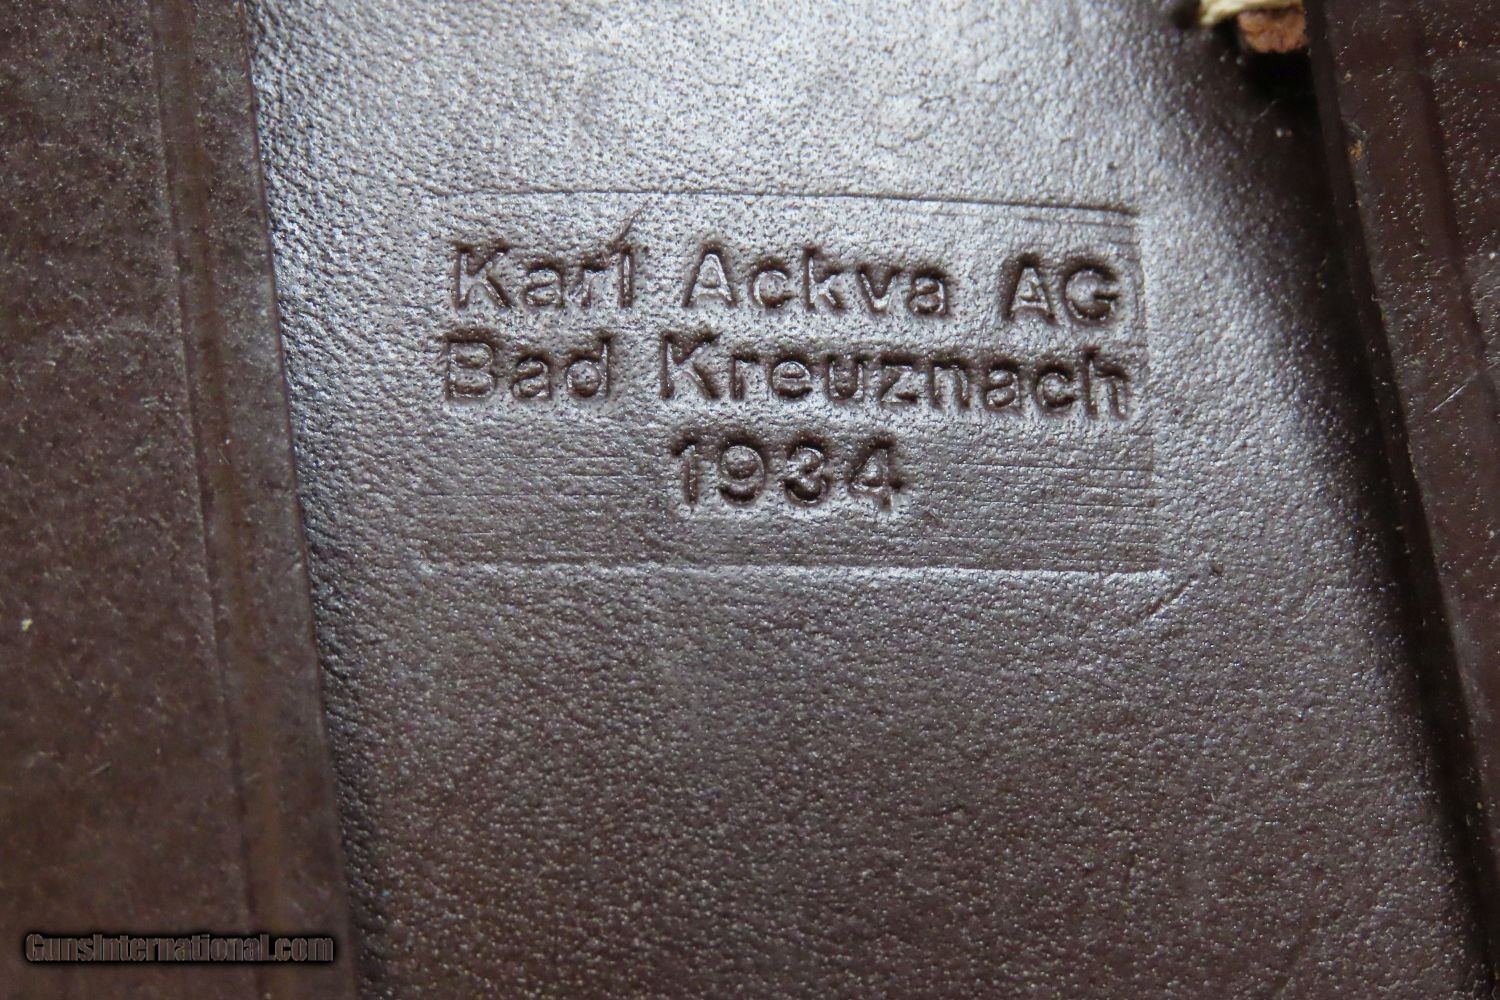 Karl Ackva AG
Bad Kreuznach
1934
GunsInternational.com